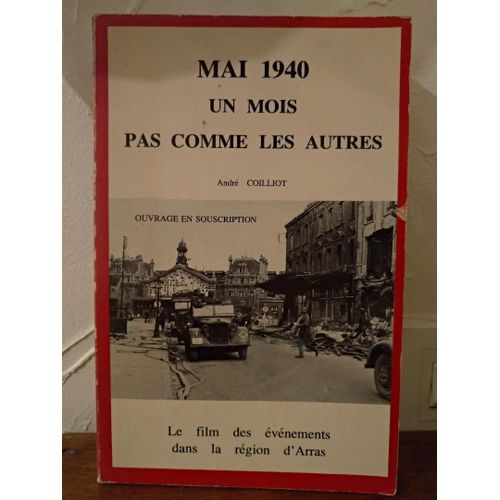 MAI 1940
UN MOIS
PAS COMME LES AUTRES
André COILLIOT
OUVRAGE EN SOUSCRIPTION
Le film des événements
dans la région d'Arras